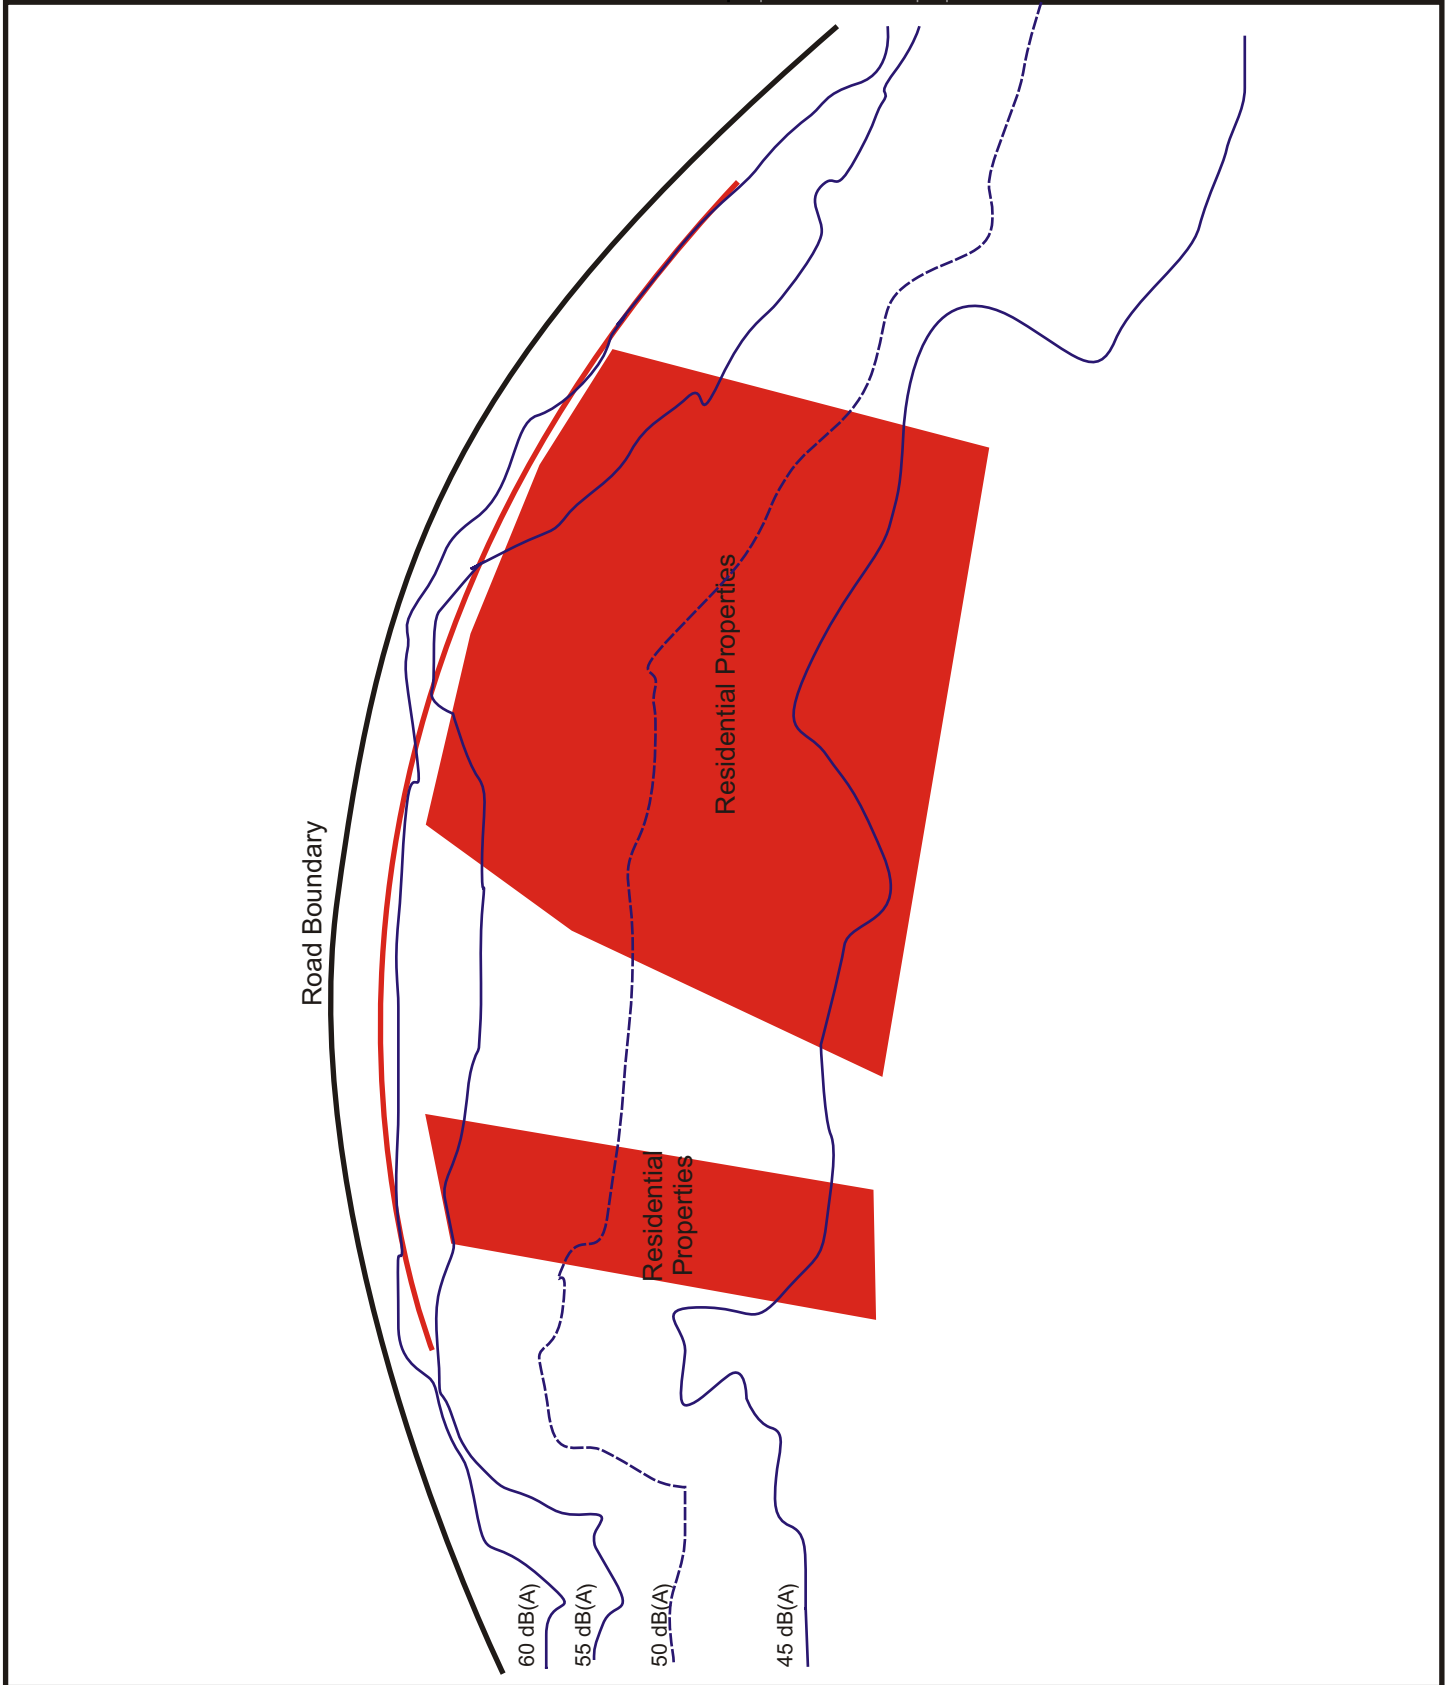 Road Boundary
Residential Properties
Residential
Properties
60 dB(A)
55 dB(A)
50 dB(A)
45 dB(A)